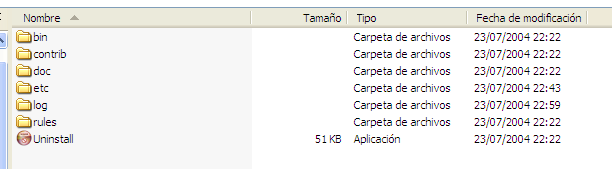 Nombre Tamaño Tipo Fecha de modificación
bin Carpeta de archivos 23/07/2004 22:22
contrib Carpeta de archivos 23/07/2004 22:22
doc Carpeta de archivos 23/07/2004 22:22
etc Carpeta de archivos 23/07/2004 22:43
log Carpeta de archivos 23/07/2004 22:59
rules Carpeta de archivos 23/07/2004 22:22
Uninstall 51 KB Aplicación 23/07/2004 22:22